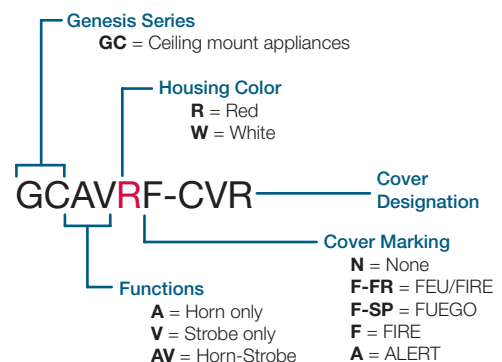 Genesis Series
GC = Ceiling mount appliances
Housing Color
R = Red
W = White
GCAVRF-CVR
Cover
Designation
Cover Marking
N = None
F-FR = FEU/FIRE
F-SP = FUEGO
F = FIRE
A = ALERT
Functions
A = Horn only
V = Strobe only
AV = Horn-Strobe